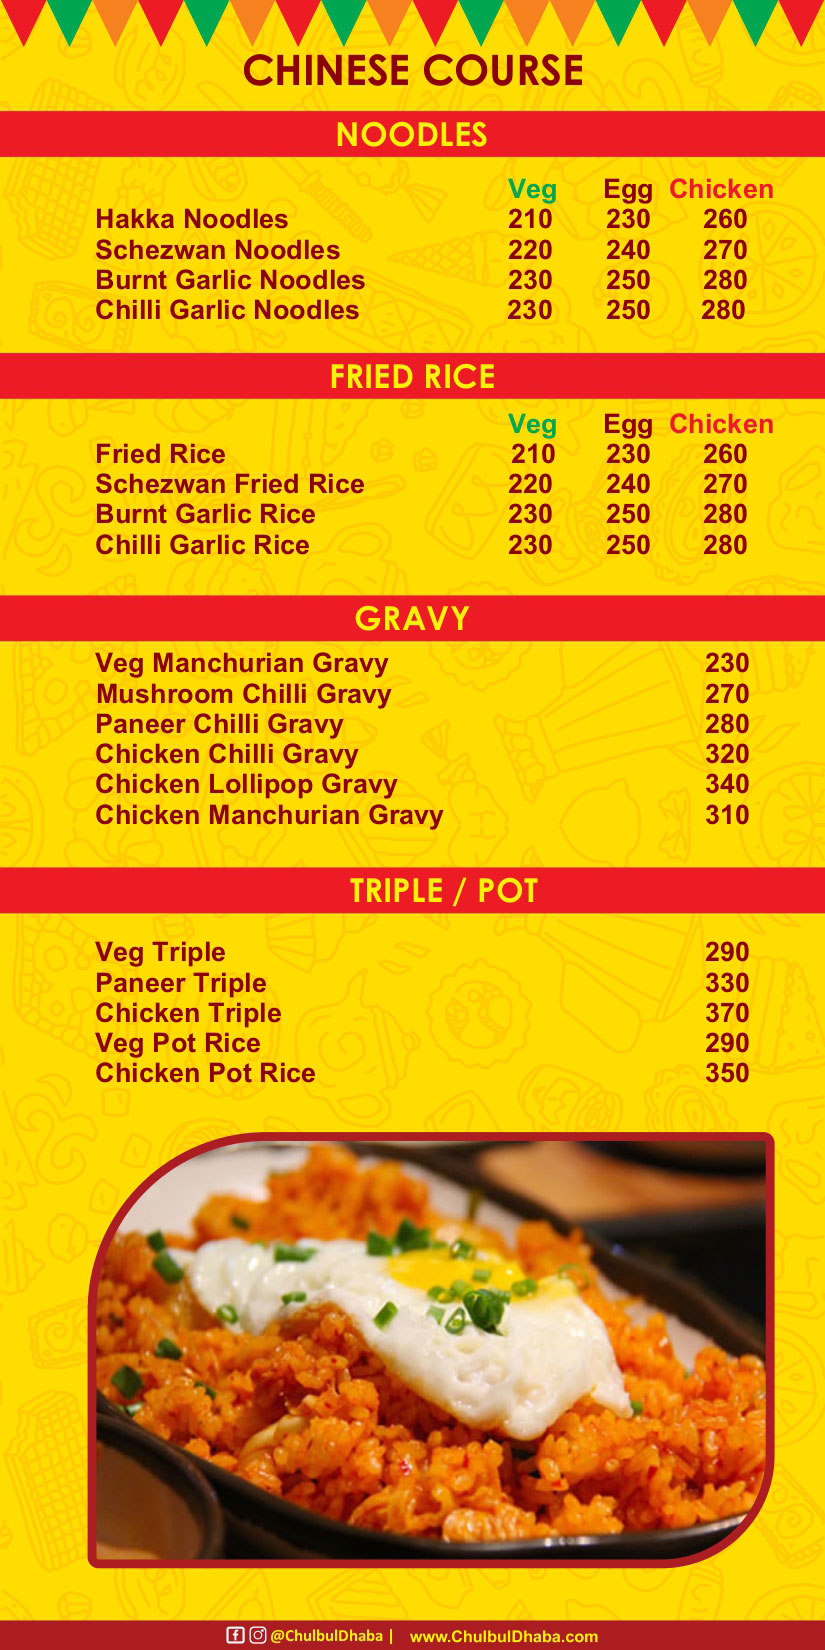 CHINESE COURSE
NOODLES
Veg Egg Chicken
Hakka Noodles 210 230 260
Schezwan Noodles 220 240 270
Burnt Garlic Noodles 230 250 280
Chilli Garlic Noodles 230 250 280
FRIED RICE
Veg Egg Chicken
Fried Rice 210 230 260
Schezwan Fried Rice 220 240 270
Burnt Garlic Rice 230 250 280
Chilli Garlic Rice 230 250 280
GRAVY
Veg Manchurian Gravy 230
Mushroom Chilli Gravy 270
Paneer Chilli Gravy 280
Chicken Chilli Gravy 320
Chicken Lollipop Gravy 340
Chicken Manchurian Gravy 310
TRIPLE / POT
Veg Triple 290
Paneer Triple 330
Chicken Triple 370
Veg Pot Rice 290
Chicken Pot Rice 350
@ChulbulDhaba | www.ChulbulDhaba.com